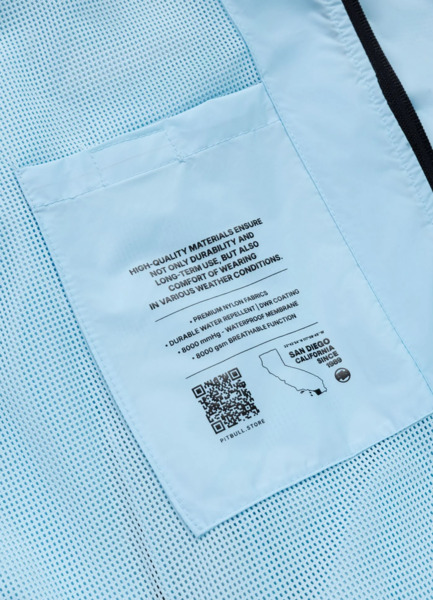 HIGH-QUALITY MATERIALS ENSURE
NOT ONLY DURABILITY AND
LONG-TERM USE, BUT ALSO
COMFORT OF WEARING
IN VARIOUS WEATHER CONDITIONS.
• PREMIUM NYLON FABRICS
• DURABLE WATER REPELLENT | DWR COATING
• 8000 mmHg - WATERPROOF MEMBRANE
• 8000 gsm BREATHABLE FUNCTION
SAN DIEGO
CALIFORNIA
SINCE
1989
PITBULL.STORE